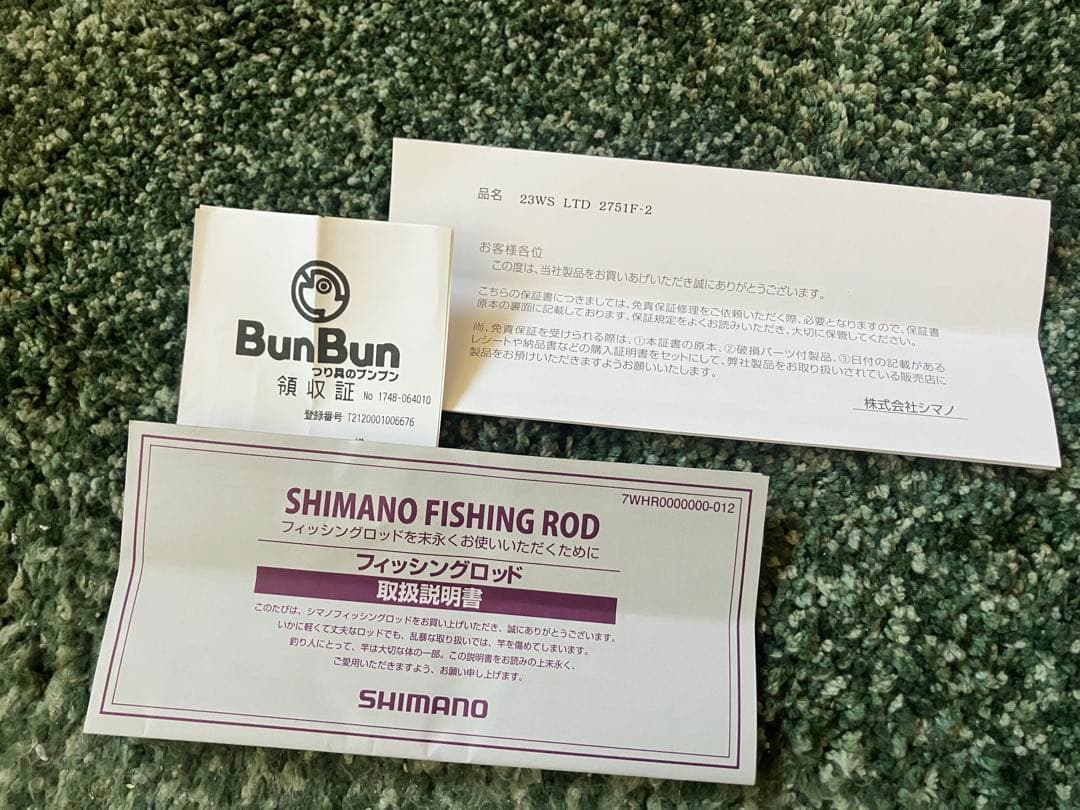 品名 23WS LTD 2751F-2
お客様各位
この度は、当社製品をお買いあげいただき誠にありがとうございます。
こちらの保証書につきましては、免責保証修理をご依頼いただく際、必要となりますので、保証書
原本の裏面に記載しております、保証規定をよくお読みいただき、大切に保管してください。
尚、免責保証を受けられる際は、①本証書の原本、②破損パーツ付製品、③日付の記載がある
レシートや納品書などの購入証明書をセットにして、弊社製品をお取り扱いされている販売店に
製品をお預けいただきますようお願いいたします。
株式会社シマノ
BunBun
つり具のブンブン
領収証 No 1748-064010
登録番号 T2120001006676
7WHR0000000-012
SHIMANO FISHING ROD
フィッシングロッドを末永くお使いいただくために
フィッシングロッド
取扱説明書
このたびは、シマノフィッシングロッドをお買い上げいただき、誠にありがとうございます。
いかに軽くて丈夫なロッドでも、乱暴な取り扱いでは、竿を傷めてしまいます。
釣り人にとって、竿は大切な体の一部。この説明書をお読みの上末永く、
ご愛用いただきますよう、お願い申し上げます。
SHIMANO